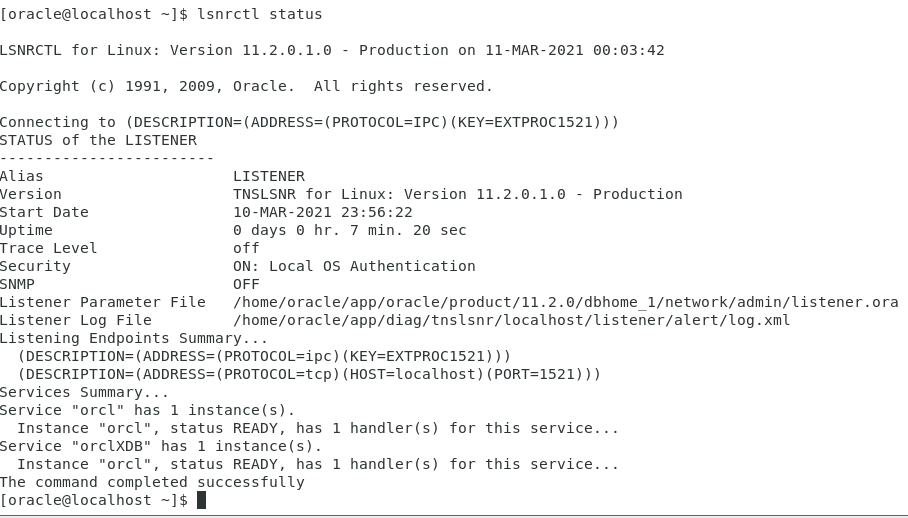 [oracle@localhost ~]$ lsnrctl status

LSNRCTL for Linux: Version 11.2.0.1.0 - Production on 11-MAR-2021 00:03:42

Copyright (c) 1991, 2009, Oracle.  All rights reserved.

Connecting to (DESCRIPTION=(ADDRESS=(PROTOCOL=IPC)(KEY=EXTPROC1521)))
STATUS of the LISTENER
------------------------
Alias                     LISTENER
Version                   TNSLSNR for Linux: Version 11.2.0.1.0 - Production
Start Date                10-MAR-2021 23:56:22
Uptime                    0 days 0 hr. 7 min. 20 sec
Trace Level               off
Security                  ON: Local OS Authentication
SNMP                      OFF
Listener Parameter File   /home/oracle/app/oracle/product/11.2.0/dbhome_1/network/admin/listener.ora
Listener Log File         /home/oracle/app/diag/tnslsnr/localhost/listener/alert/log.xml
Listening Endpoints Summary...
  (DESCRIPTION=(ADDRESS=(PROTOCOL=ipc)(KEY=EXTPROC1521)))
  (DESCRIPTION=(ADDRESS=(PROTOCOL=tcp)(HOST=localhost)(PORT=1521)))
Services Summary...
Service "orcl" has 1 instance(s).
  Instance "orcl", status READY, has 1 handler(s) for this service...
Service "orclXDB" has 1 instance(s).
  Instance "orcl", status READY, has 1 handler(s) for this service...
The command completed successfully
[oracle@localhost ~]$